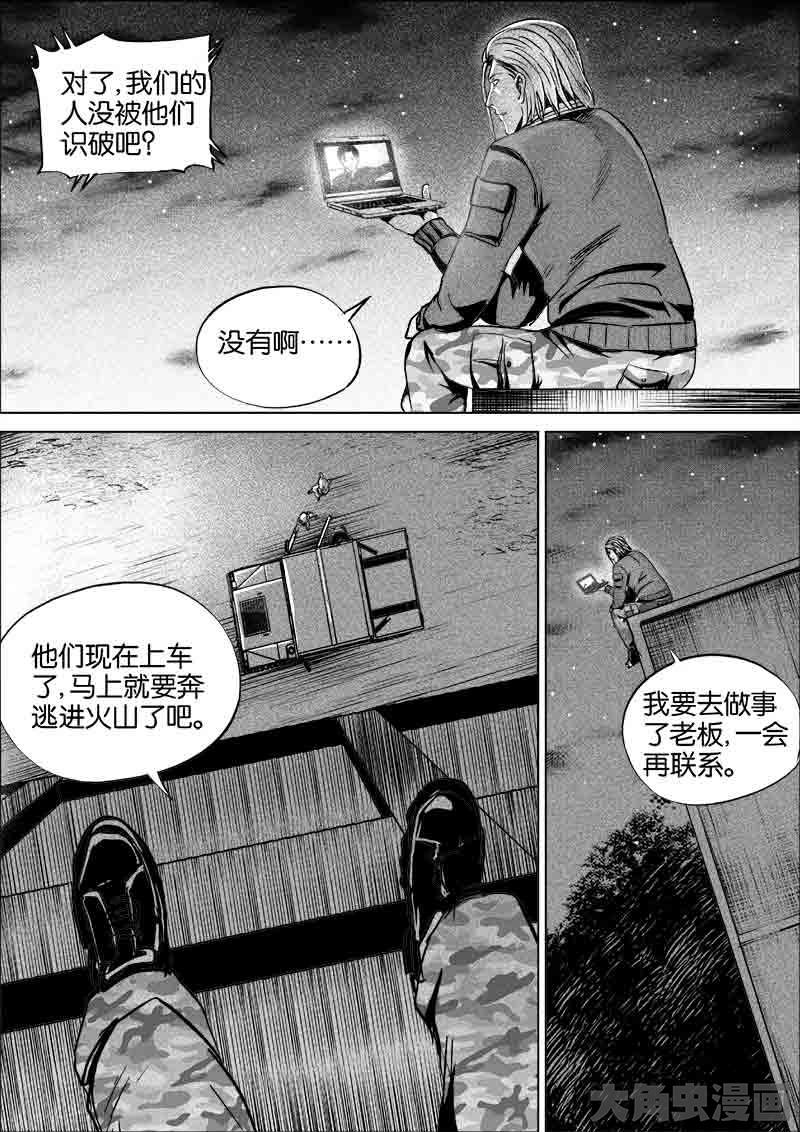 对了,我们的
人没被他们
识破吧?
没有啊……
他们现在上车
了,马上就要奔
逃进火山了吧。
我要去做事
了老板,一会
再联系。
大角虫漫画